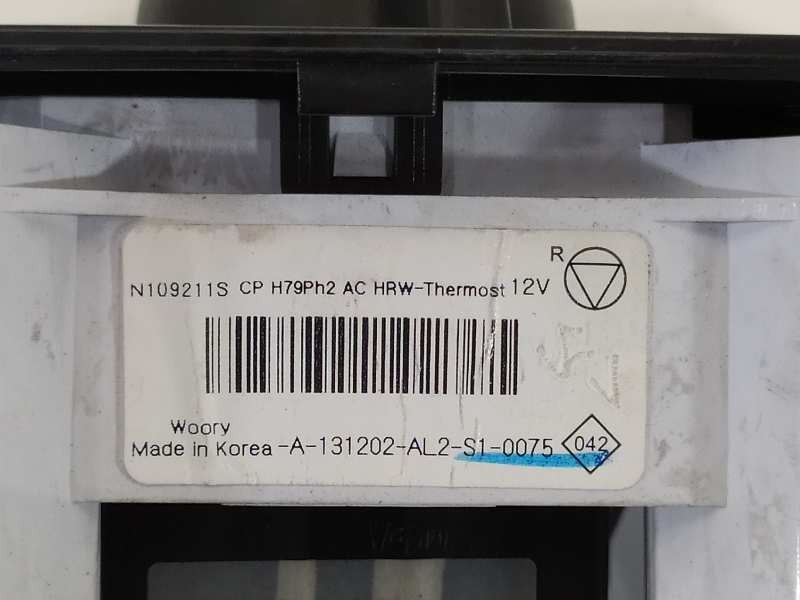 R
N109211S CP H79Ph2 AC HRW-Thermost 12V
Woory
Made in Korea -A-131202-AL2-S1-0075 042